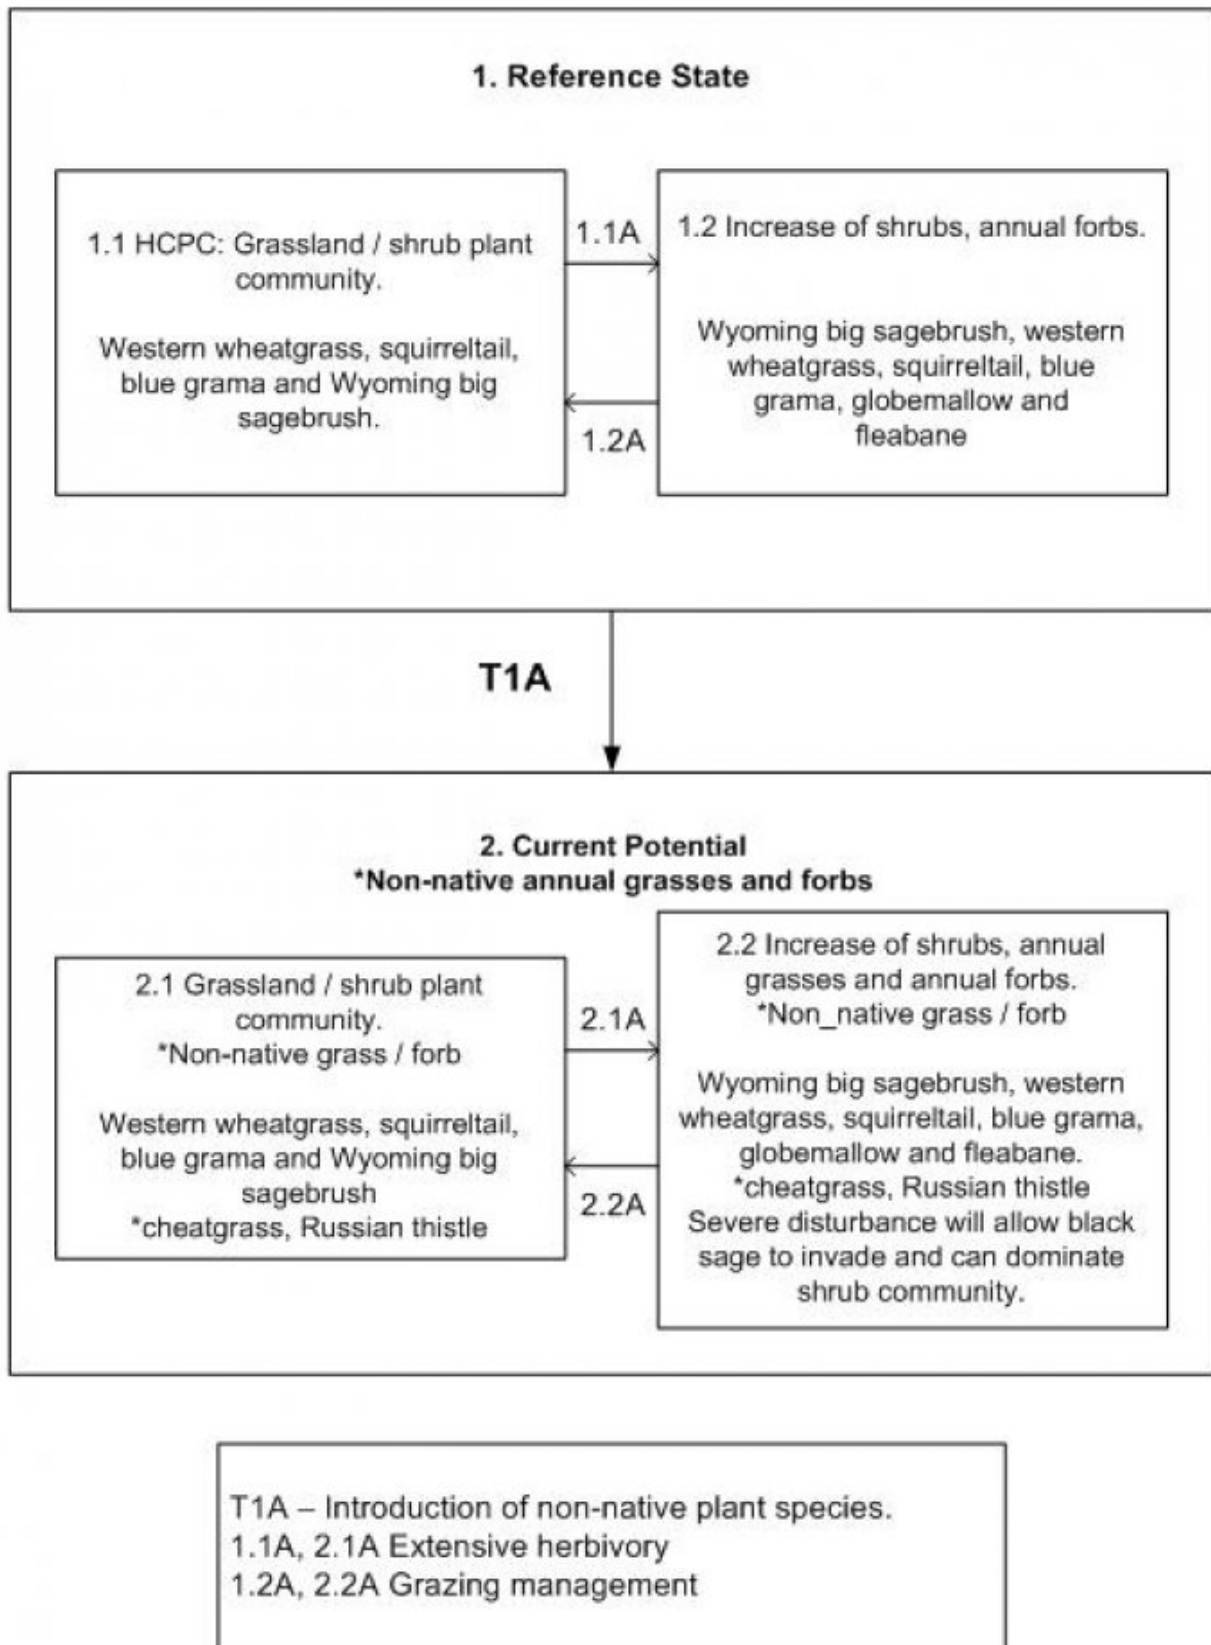 1. Reference State
1.1 HCPC: Grassland / shrub plant
community.
Western wheatgrass, squirreltail,
blue grama and Wyoming big
sagebrush.
1.1A
1.2A
1.2 Increase of shrubs, annual forbs.
Wyoming big sagebrush, western
wheatgrass, squirreltail, blue
grama, globemallow and
fleabane
T1A
2. Current Potential
*Non-native annual grasses and forbs
2.1 Grassland / shrub plant
community.
*Non-native grass / forb
Western wheatgrass, squirreltail,
blue grama and Wyoming big
sagebrush
*cheatgrass, Russian thistle
2.1A
2.2A
2.2 Increase of shrubs, annual
grasses and annual forbs.
*Non_native grass / forb
Wyoming big sagebrush, western
wheatgrass, squirreltail, blue grama,
globemallow and fleabane.
*cheatgrass, Russian thistle
Severe disturbance will allow black
sage to invade and can dominate
shrub community.
T1A – Introduction of non-native plant species.
1.1A, 2.1A Extensive herbivory
1.2A, 2.2A Grazing management